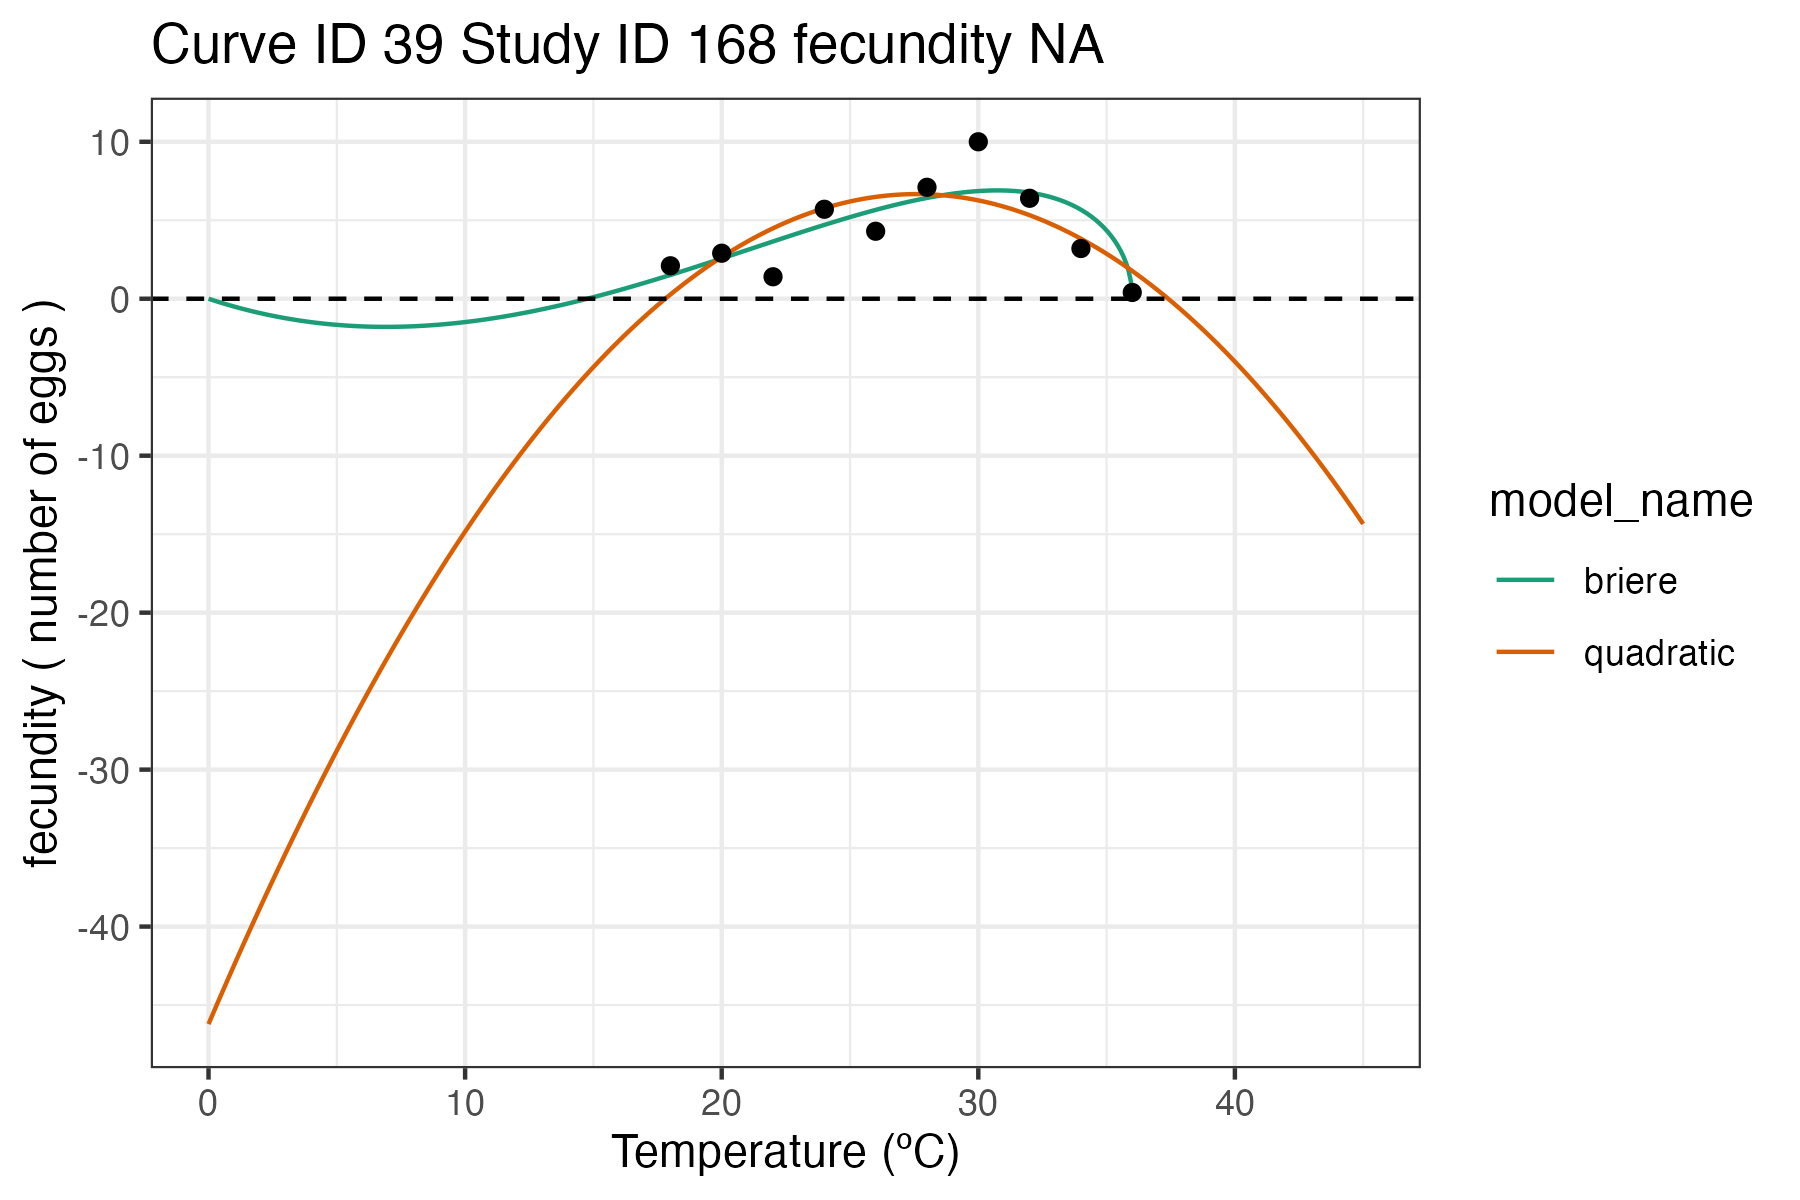 Curve ID 39 Study ID 168 fecundity NA
fecundity ( number of eggs )
10
0
-10
-20
-30
-40
0 10 20 30 40
Temperature (ºC)
model_name
briere
quadratic